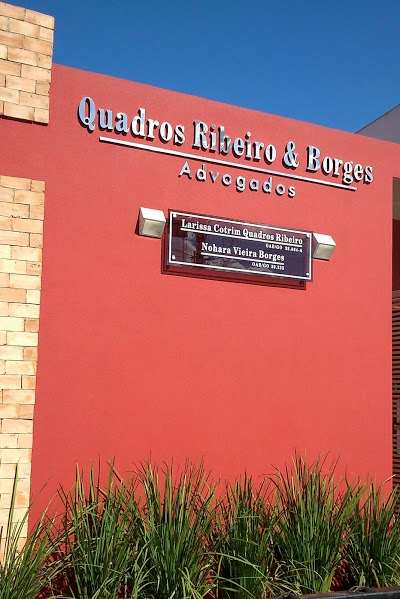 Quadros Ribeiro & Borges
Advogados
Larissa Cotrim Quadros Ribeiro
Nohara Vieira Borges